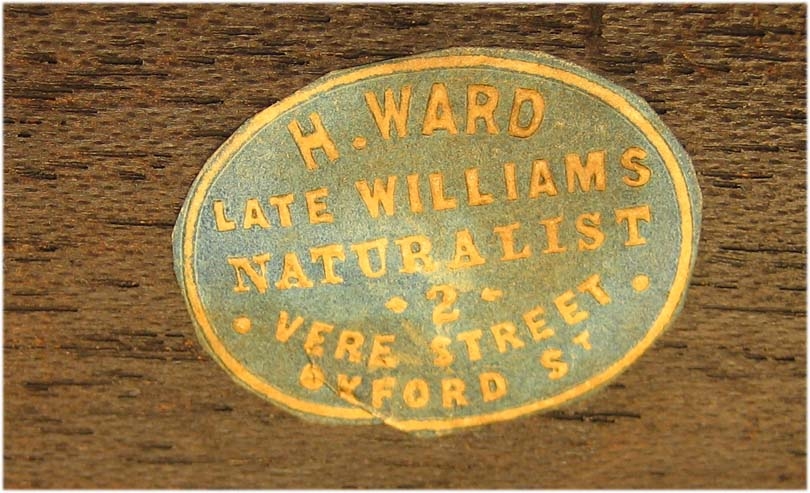 H. WARD
LATE WILLIAMS
NATURALIST
2
VERE STREET
OXFORD ST